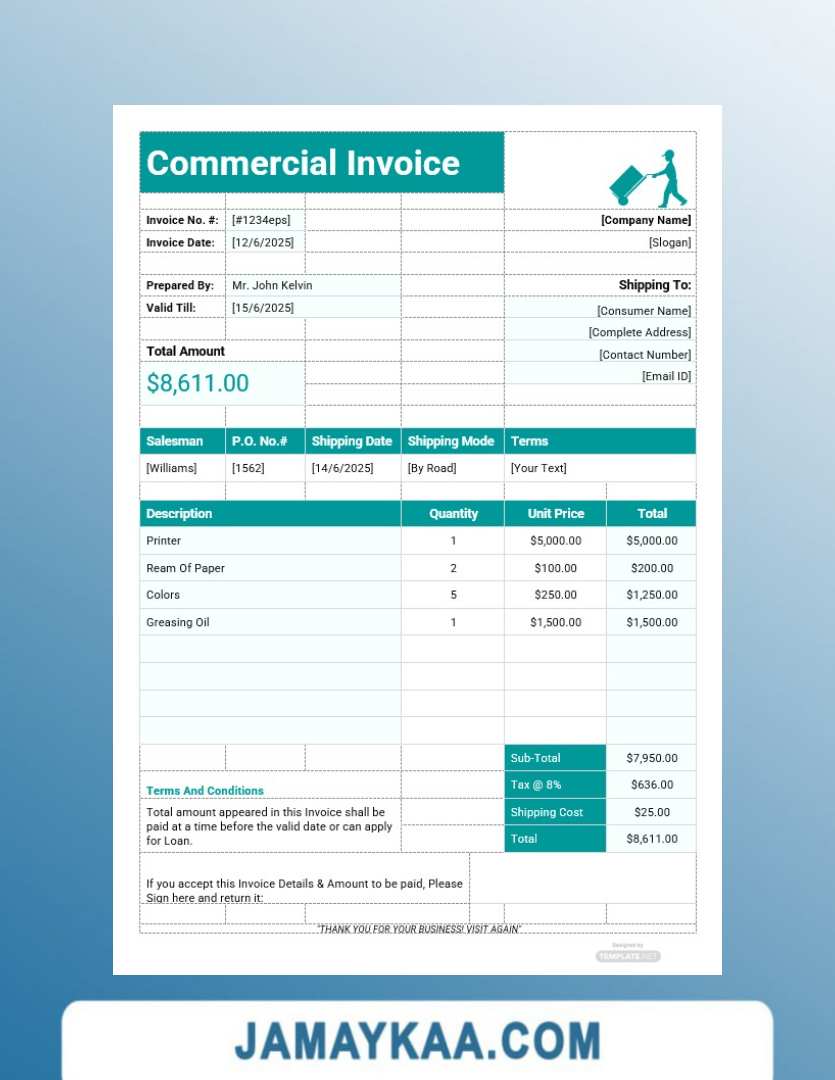 Commercial Invoice
Invoice No. #: [#1234eps] [Company Name]
Invoice Date: [12/6/2025] [Slogan]
Prepared By: Mr. John Kelvin Shipping To:
Valid Till: [15/6/2025] [Consumer Name]
[Complete Address]
Total Amount [Contact Number]
$8,611.00 [Email ID]
Salesman P.O. No.# Shipping Date Shipping Mode Terms
[Williams] [1562] [14/6/2025] [By Road] [Your Text]
Description Quantity Unit Price Total
Printer 1 $5,000.00 $5,000.00
Ream Of Paper 2 $100.00 $200.00
Colors 5 $250.00 $1,250.00
Greasing Oil 1 $1,500.00 $1,500.00
Sub-Total $7,950.00
Tax @ 8% $636.00
Shipping Cost $25.00
Total $8,611.00
Terms And Conditions
Total amount appeared in this Invoice shall be
paid at a time before the valid date or can apply
for Loan.
If you accept this Invoice Details & Amount to be paid, Please
Sign here and return it:
"THANK YOU FOR YOUR BUSINESS! VISIT AGAIN"
Designed by
TEMPLATE.NET
JAMAYKAA.COM